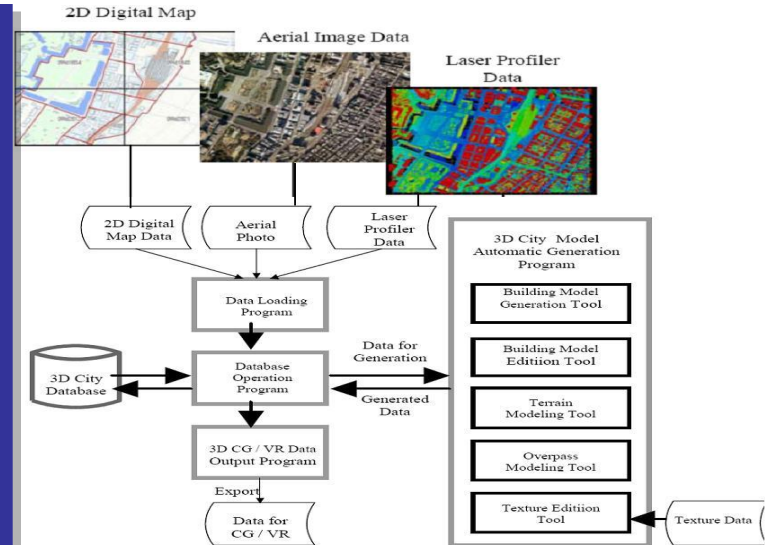 2D Digital Map
Aerial Image Data
Laser Profiler
Data
2D Digital
Map Data
Aerial
Photo
Laser
Profiler
Data
3D City Model
Automatic Generation
Program
Building Model
Generation Tool
Data Loading
Program
Data for
Generation
Building Model
Editiion Tool
3D City
Database
Database
Operation
Program
Generated
Data
Terrain
Modeling Tool
3D CG / VR Data
Output Program
Overpass
Modeling Tool
Export
Data for
CG / VR
Texture Editiion
Tool
Texture Data